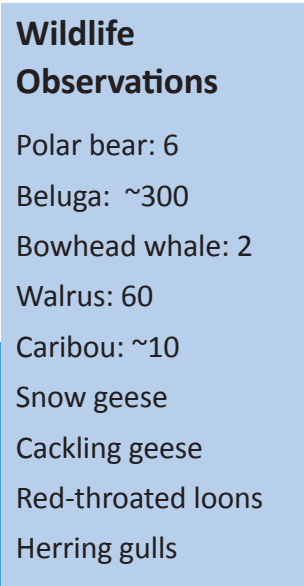 Wildlife
Observations
Polar bear: 6
Beluga: ~300
Bowhead whale: 2
Walrus: 60
Caribou: ~10
Snow geese
Cackling geese
Red-throated loons
Herring gulls